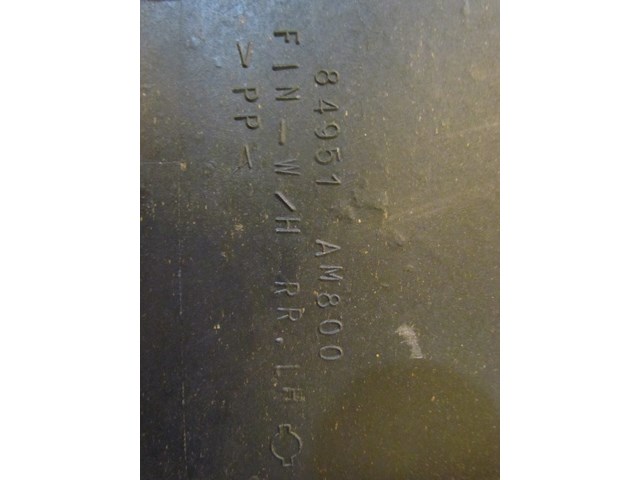 84951 AM800
FIN-W/H RR.LH
>PP<